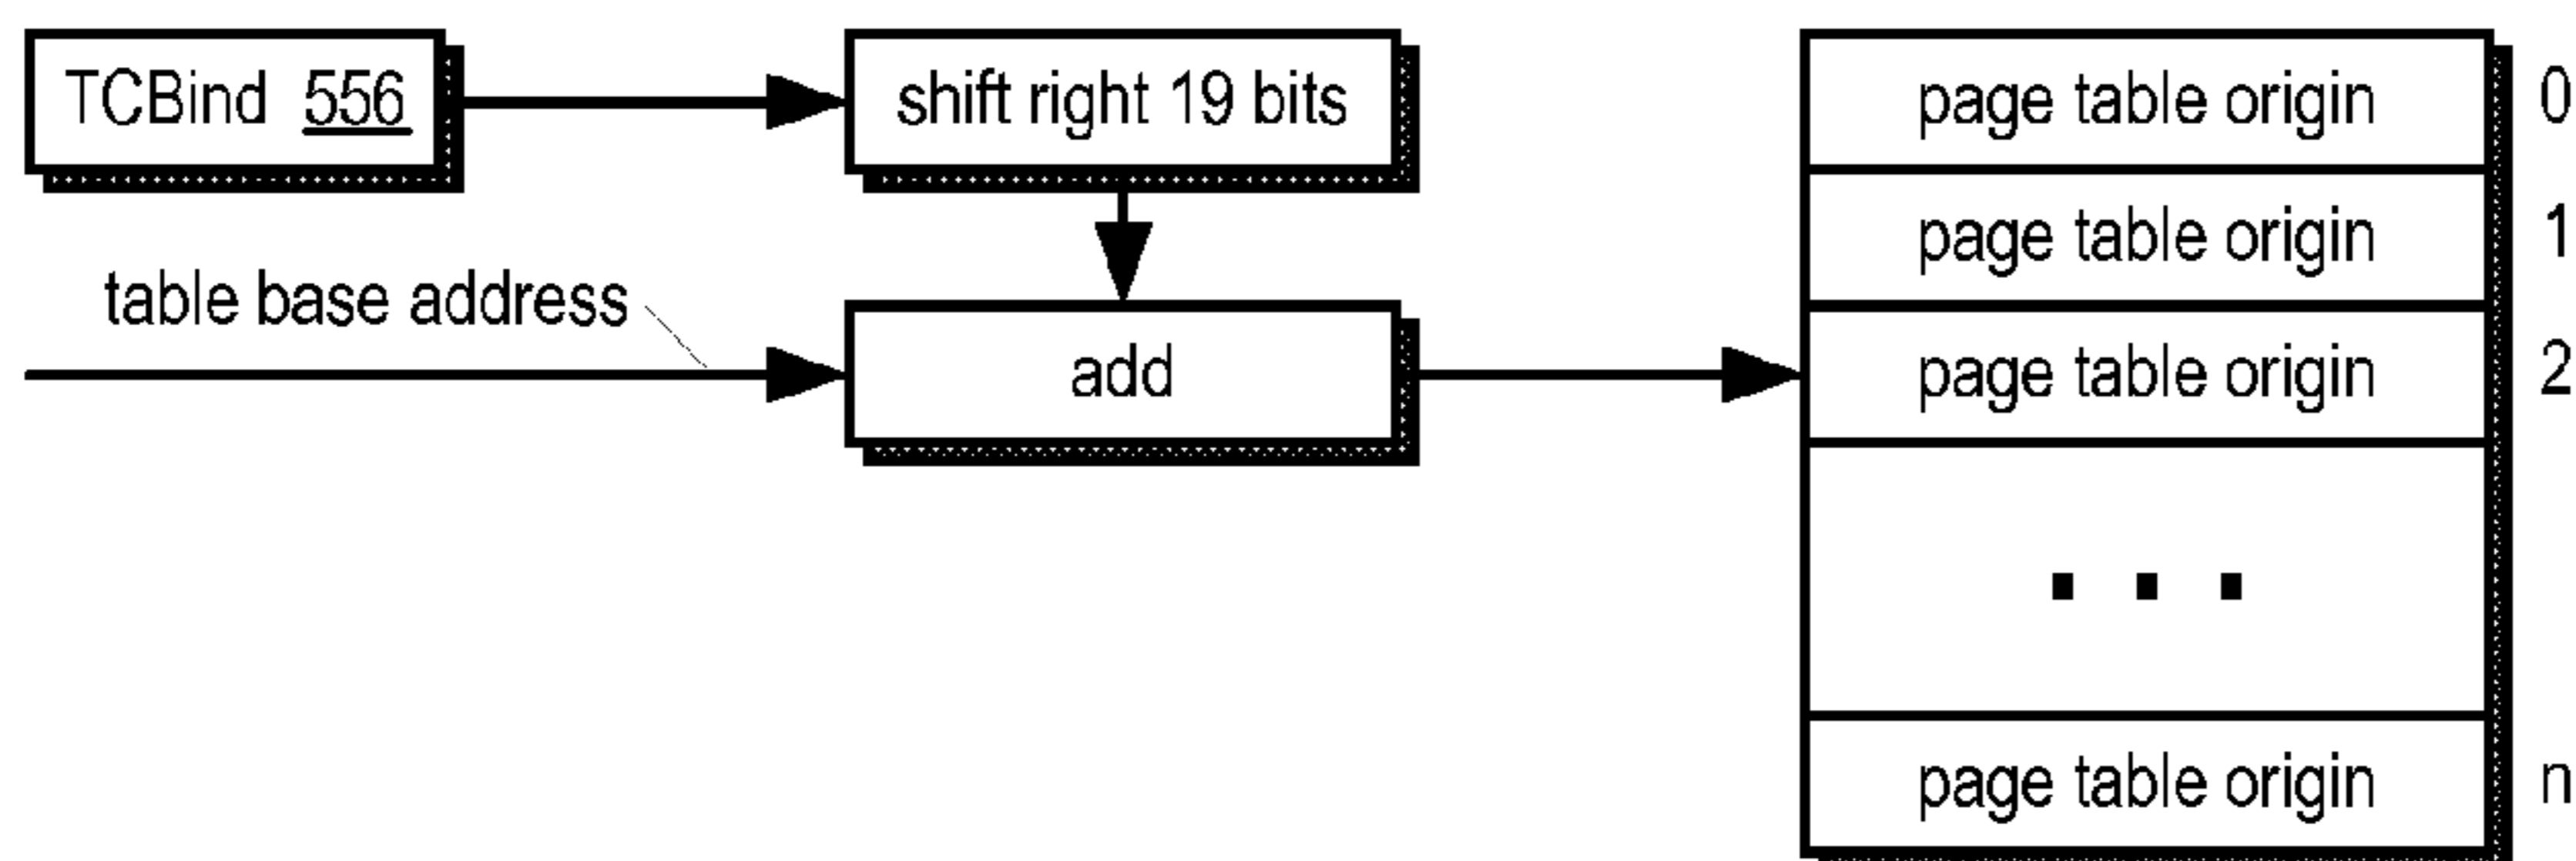 TCBind 556
shift right 19 bits
page table origin 0
page table origin 1
table base address
add
page table origin 2
. . .
page table origin n